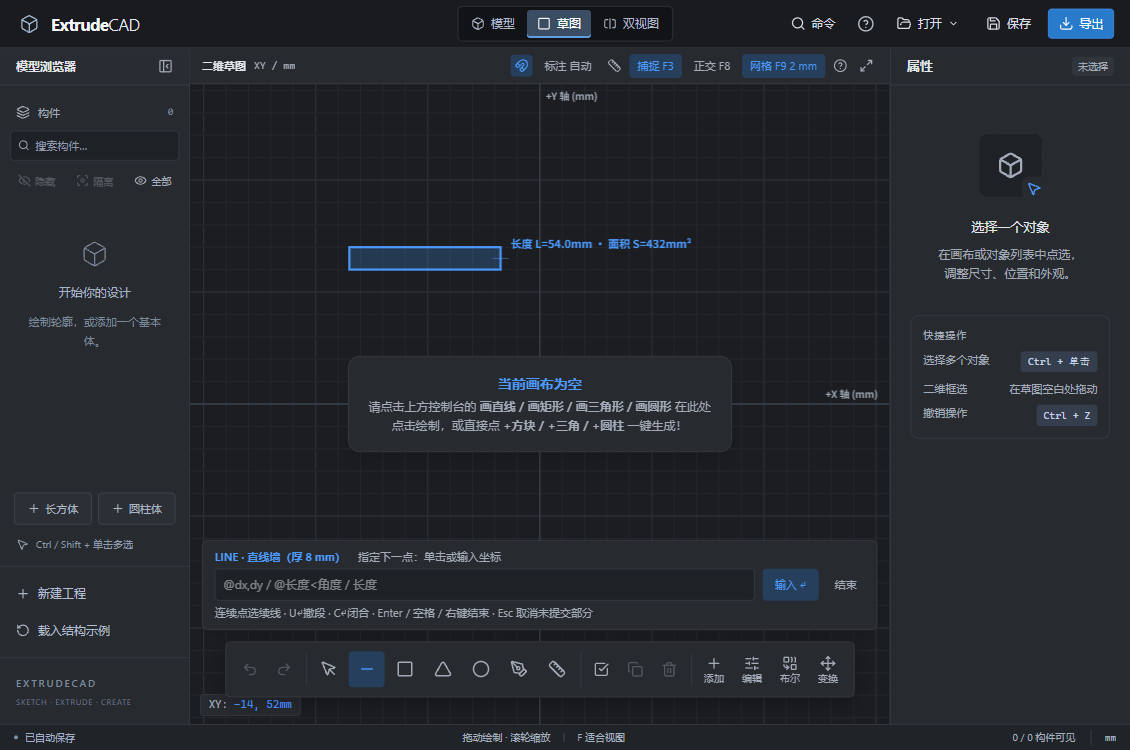 ExtrudeCAD
模型
草图
双视图
命令
打开
保存
导出
模型浏览器
二维草图 XY / mm
标注 自动
捕捉 F3
正交 F8
网格 F9 2 mm
属性
未选择
构件 0
搜索构件...
隐藏
隔离
全部
开始你的设计
绘制轮廓，或添加一个基本
体。
长方体
圆柱体
Ctrl / Shift + 单击多选
新建工程
载入结构示例
EXTRUDECAD
SKETCH · EXTRUDE · CREATE
+Y 轴 (mm)
长度 L=54.0mm · 面积 S=432mm²
+X 轴 (mm)
当前画布为空
请点击上方控制台的 画直线 / 画矩形 / 画三角形 / 画圆形 在此处
点击绘制，或直接点 +方块 / +三角 / +圆柱 一键生成！
LINE · 直线墙（厚 8 mm） 指定下一点：单击或输入坐标
@dx,dy / @长度<角度 / 长度
输入 ↵
结束
连续点选续线 · U↵撤段 · C↵闭合 · Enter / 空格 / 右键结束 · Esc 取消未提交部分
添加
编辑
布尔
变换
XY: −14, 52mm
选择一个对象
在画布或对象列表中点选，
调整尺寸、位置和外观。
快捷操作
选择多个对象 Ctrl + 单击
二维框选 在草图空白处拖动
撤销操作 Ctrl + Z
已自动保存
拖动绘制 · 滚轮缩放
F 适合视图
0 / 0 构件可见
mm